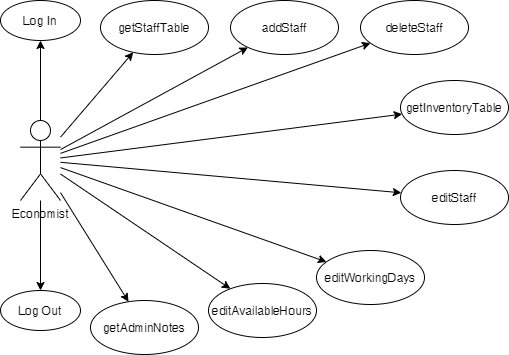 Log In
getStaffTable
addStaff
deleteStaff
getInventoryTable
editStaff
Economist
editWorkingDays
Log Out
editAvailableHours
getAdminNotes